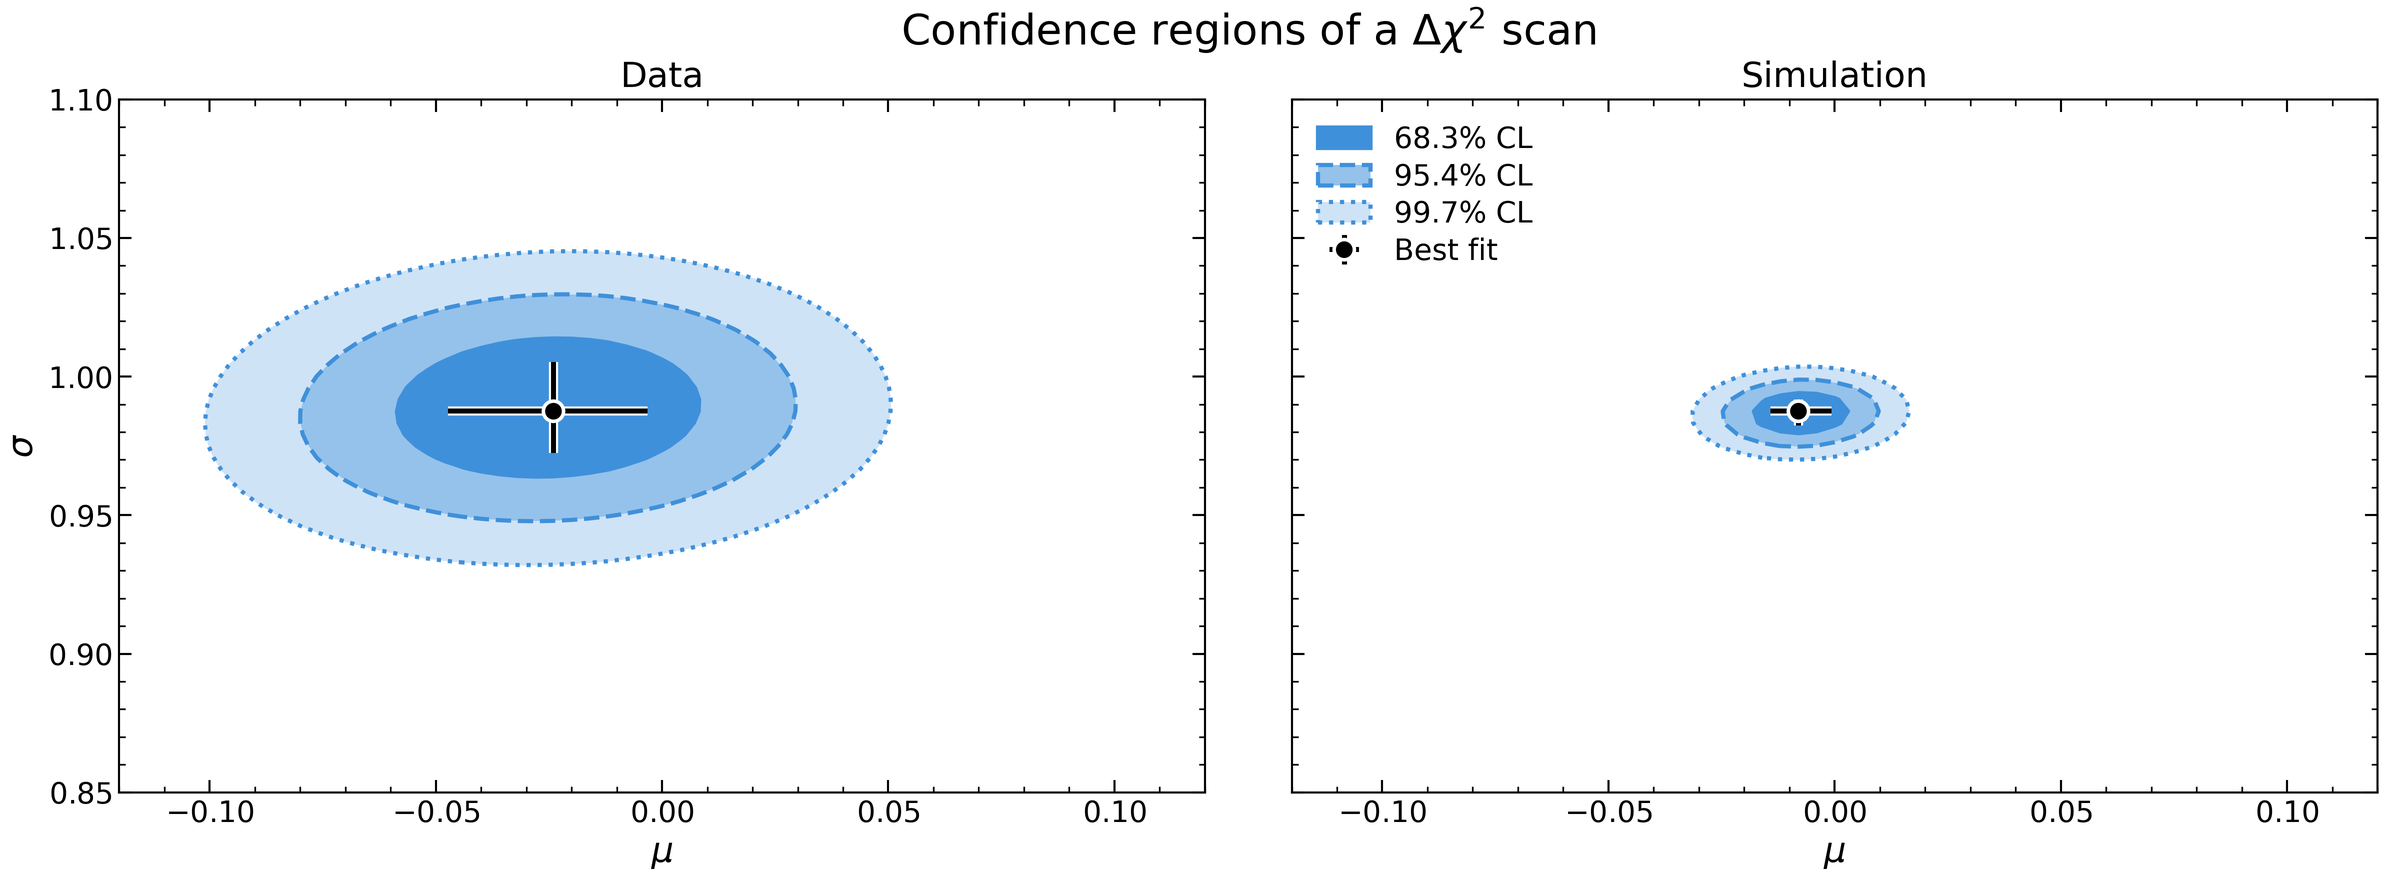 Confidence regions of a Δχ² scan
Data
σ
1.10
1.05
1.00
0.95
0.90
0.85
−0.10 −0.05 0.00 0.05 0.10
μ
Simulation
68.3% CL
95.4% CL
99.7% CL
Best fit
−0.10 −0.05 0.00 0.05 0.10
μ